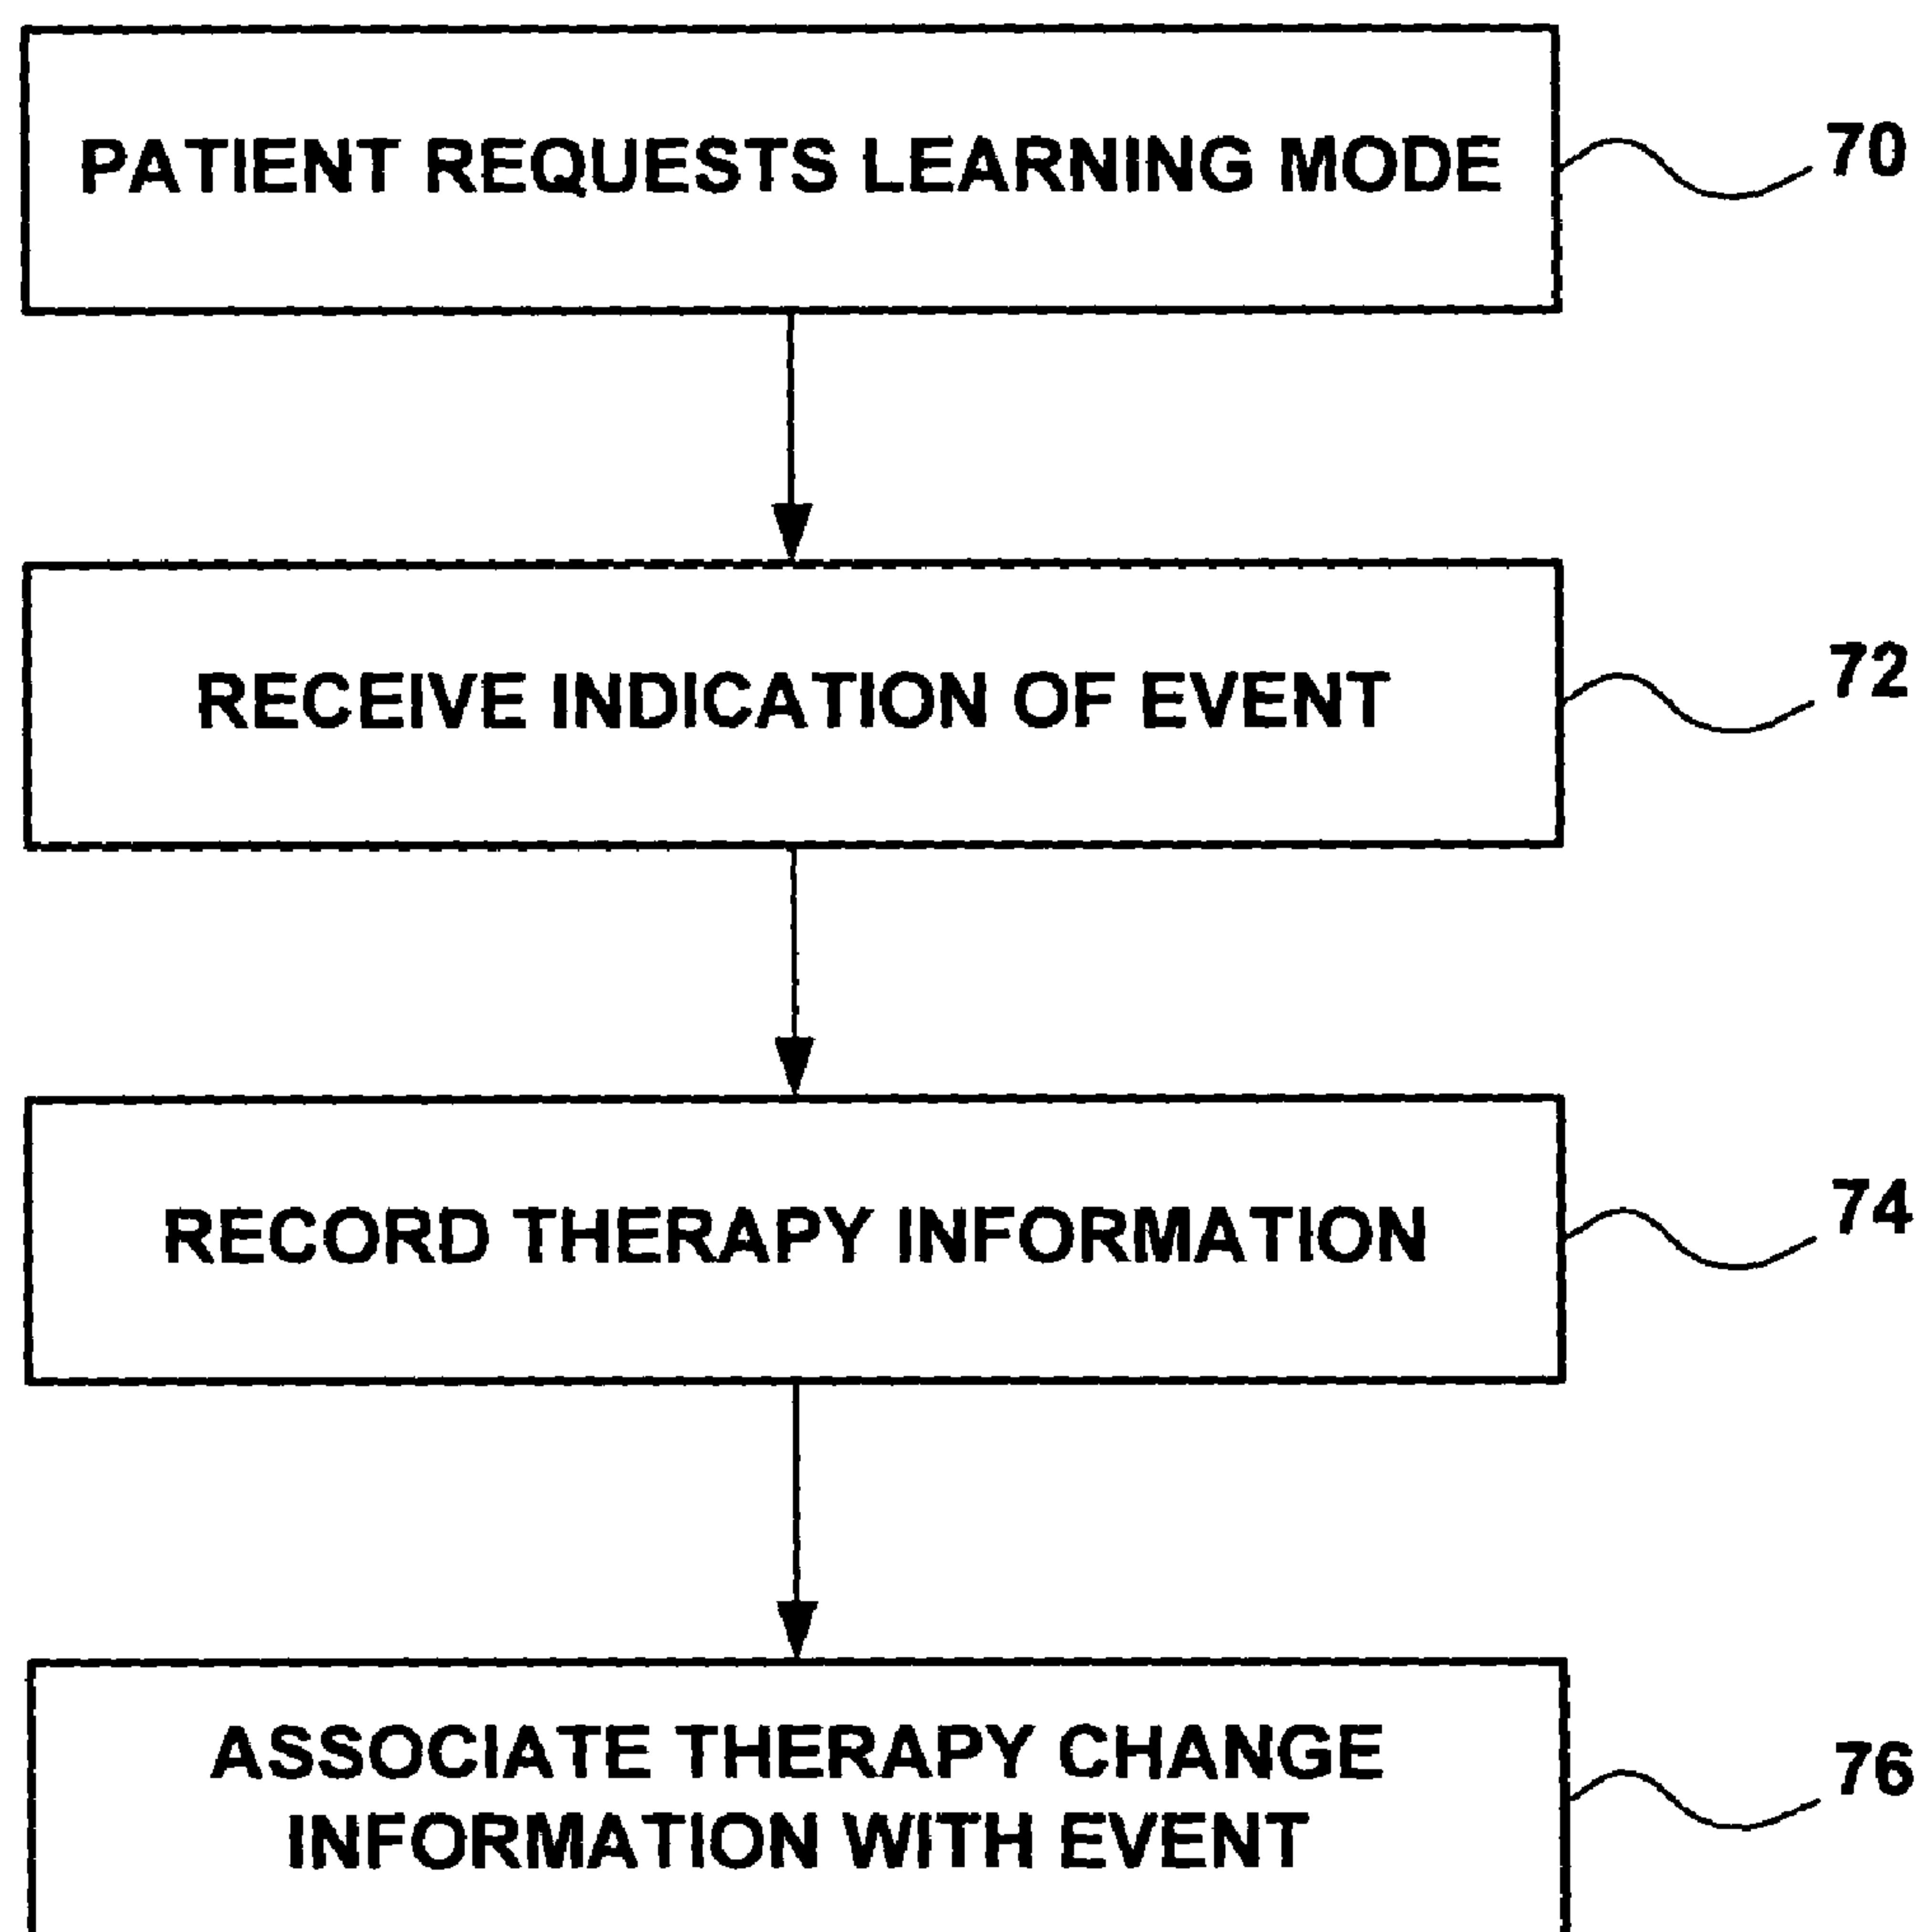 PATIENT REQUESTS LEARNING MODE
70
RECEIVE INDICATION OF EVENT
72
RECORD THERAPY INFORMATION
74
ASSOCIATE THERAPY CHANGE
INFORMATION WITH EVENT
76